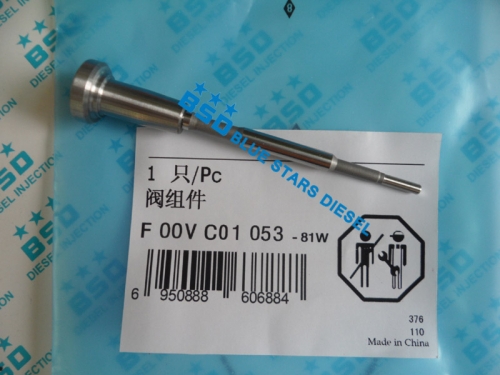 BSD
DIESEL INJECTION
BSD BLUE STARS DIESEL
1 只/Pc
阀组件
F 00V C01 053 -81W
6 950888 606884
376
110
Made in China